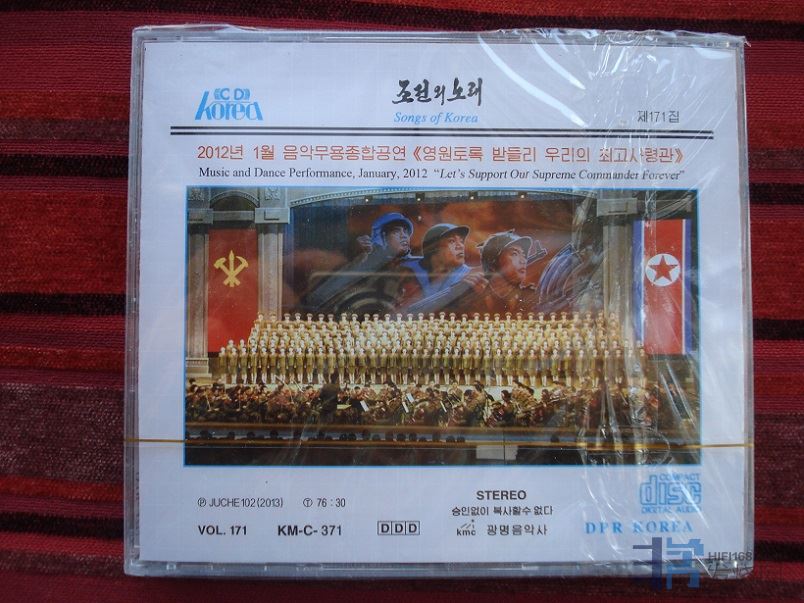 CD
Korea
조선의 노래
Songs of Korea
제171집
2012년 1월 음악무용종합공연 《영원토록 받들리 우리의 최고사령관》
Music and Dance Performance, January, 2012 “Let's Support Our Supreme Commander Forever”
Ⓟ JUCHE 102 (2013) Ⓣ 76 : 30
STEREO
승인없이 복사할수 없다
VOL. 171 KM-C- 371 DDD
kmc 광명음악사
COMPACT
disc
DIGITAL AUDIO
DPR KOREA
HIFI168